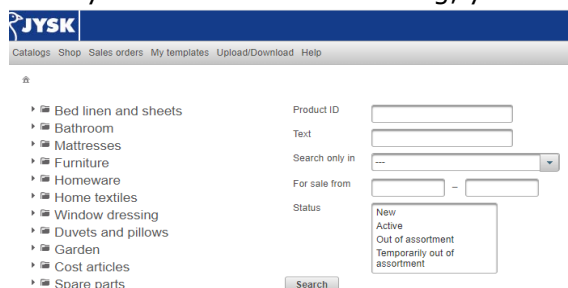 JYSK
Catalogs Shop Sales orders My templates Upload/Download Help
Bed linen and sheets
Bathroom
Mattresses
Furniture
Homeware
Home textiles
Window dressing
Duvets and pillows
Garden
Cost articles
Spare parts
Product ID
Text
Search only in ---
For sale from –
Status
New
Active
Out of assortment
Temporarily out of
assortment
Search